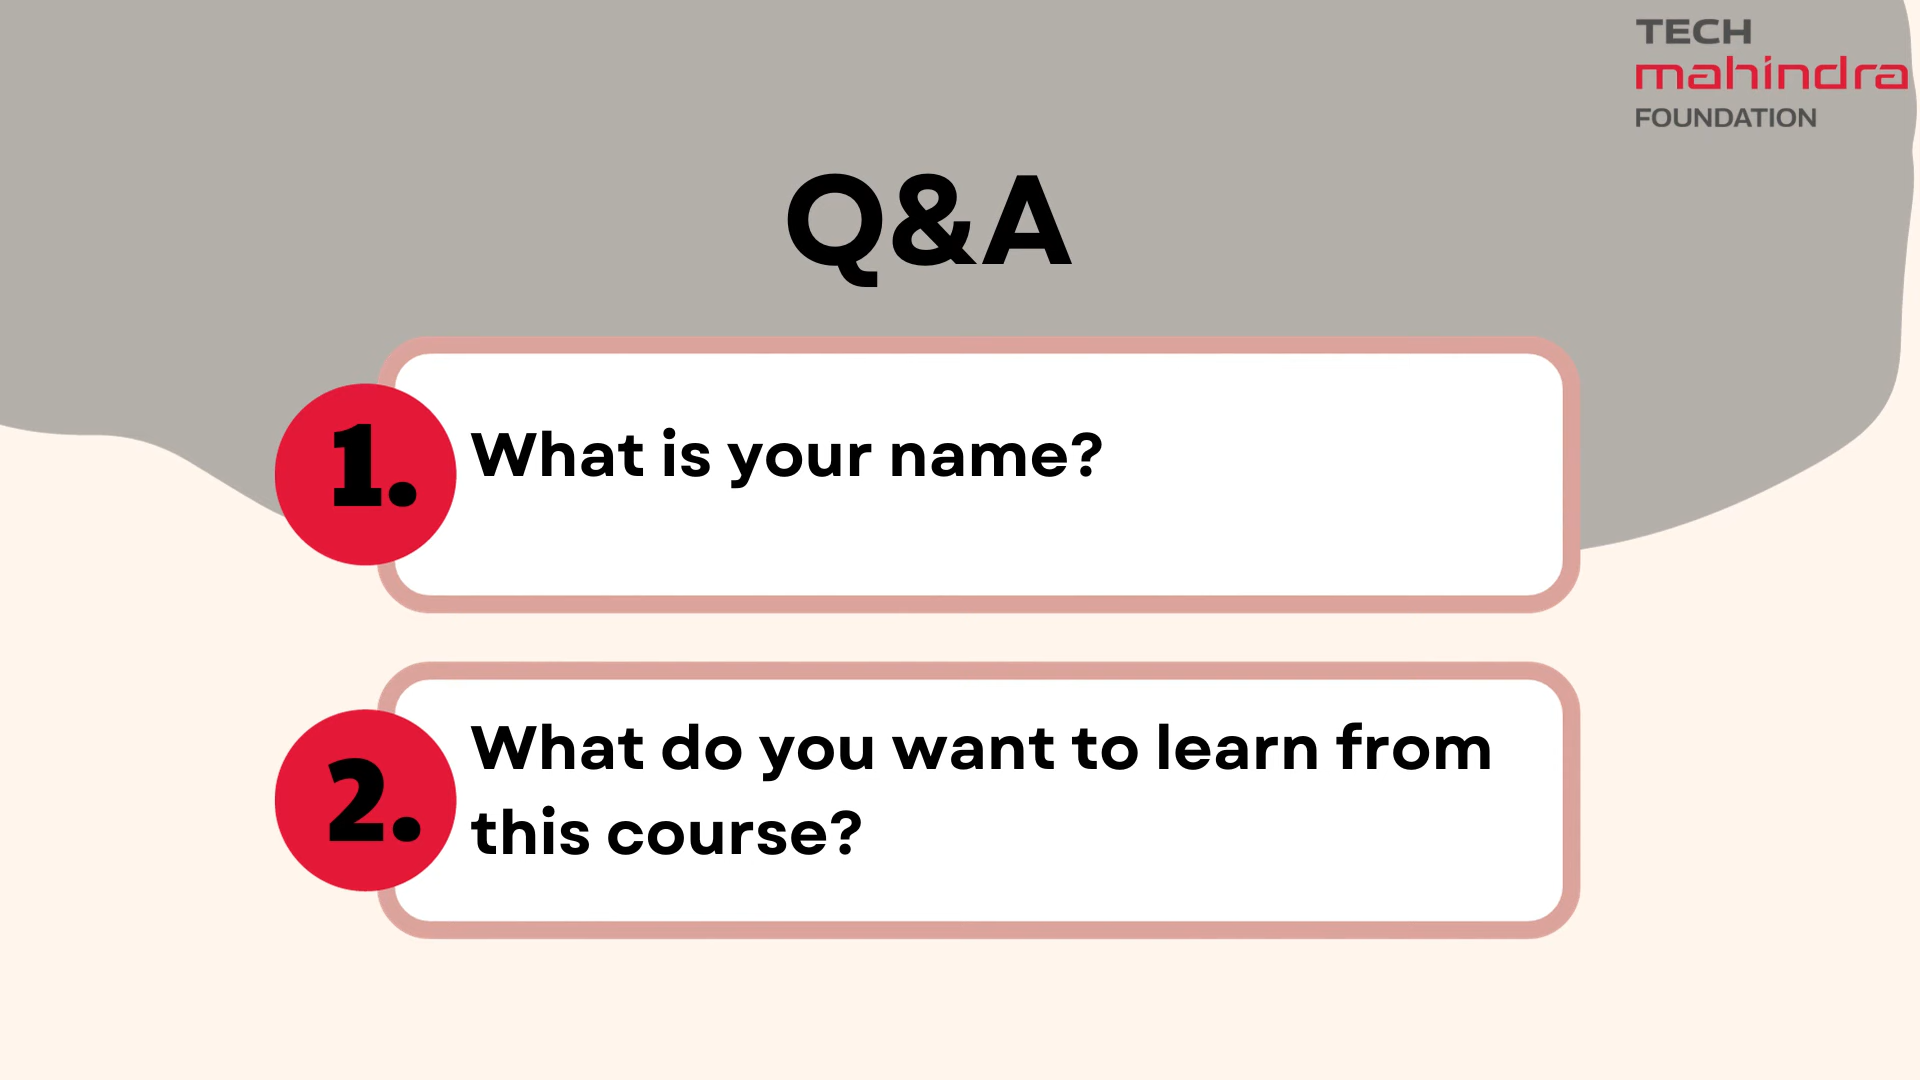 TECH
mahindra
FOUNDATION
Q&A
1.
What is your name?
2.
What do you want to learn from
this course?